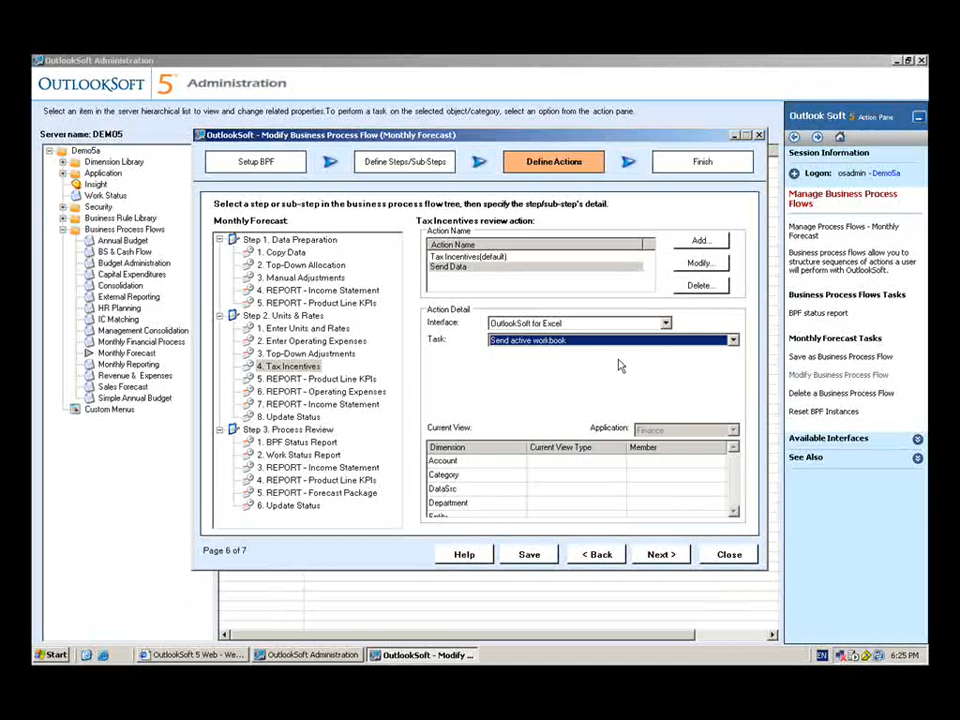 OutlookSoft Administration
OUTLOOKSOFT 5 Administration
Select an item in the server hierarchical list to view and change related properties.To perform a task on the selected object/category, select an option from the action pane.
Servername: DEMO5
Demo5a
Dimension Library
Application
Insight
Work Status
Security
Business Rule Library
Business Process Flows
Annual Budget
BS & Cash Flow
Budget Administration
Capital Expenditures
Consolidation
External Reporting
HR Planning
IC Matching
Management Consolidation
Monthly Financial Process
Monthly Forecast
Monthly Reporting
Revenue & Expenses
Sales Forecast
Simple Annual Budget
Custom Menus
OutlookSoft - Modify Business Process Flow (Monthly Forecast)
Setup BPF
Define Steps/Sub-Steps
Define Actions
Finish
Select a step or sub-step in the business process flow tree, then specify the step/sub-step's detail.
Monthly Forecast:
Step 1. Data Preparation
1. Copy Data
2. Top-Down Allocation
3. Manual Adjustments
4. REPORT - Income Statement
5. REPORT - Product Line KPIs
Step 2. Units & Rates
1. Enter Units and Rates
2. Enter Operating Expenses
3. Top-Down Adjustments
4. Tax Incentives
5. REPORT - Product Line KPIs
6. REPORT - Operating Expenses
7. REPORT - Income Statement
8. Update Status
Step 3. Process Review
1. BPF Status Report
2. Work Status Report
3. REPORT - Income Statement
4. REPORT - Product Line KPIs
5. REPORT - Forecast Package
6. Update Status
Tax Incentives review action:
Action Name
Action Name
Tax Incentives(default)
Send Data
Add...
Modify...
Delete...
Action Detail
Interface: OutlookSoft for Excel
Task: Send active workbook
Current View: Application: Finance
Dimension Current View Type Member
Account
Category
DataSrc
Department
Entity
Page 6 of 7
Help Save < Back Next > Close
Outlook Soft 5 Action Pane
Session Information
Logon: osadmin - Demo5a
Manage Business Process
Flows
Manage Process Flows - Monthly
Forecast
Business process flows allow you to
structure sequences of actions a user
will perform with OutlookSoft.
Business Process Flows Tasks
BPF status report
Monthly Forecast Tasks
Save as Business Process Flow
Modify Business Process Flow
Delete a Business Process Flow
Reset BPF Instances
Available Interfaces
See Also
Start
OutlookSoft 5 Web - We...
OutlookSoft Administration
OutlookSoft - Modify ...
EN
6:25 PM